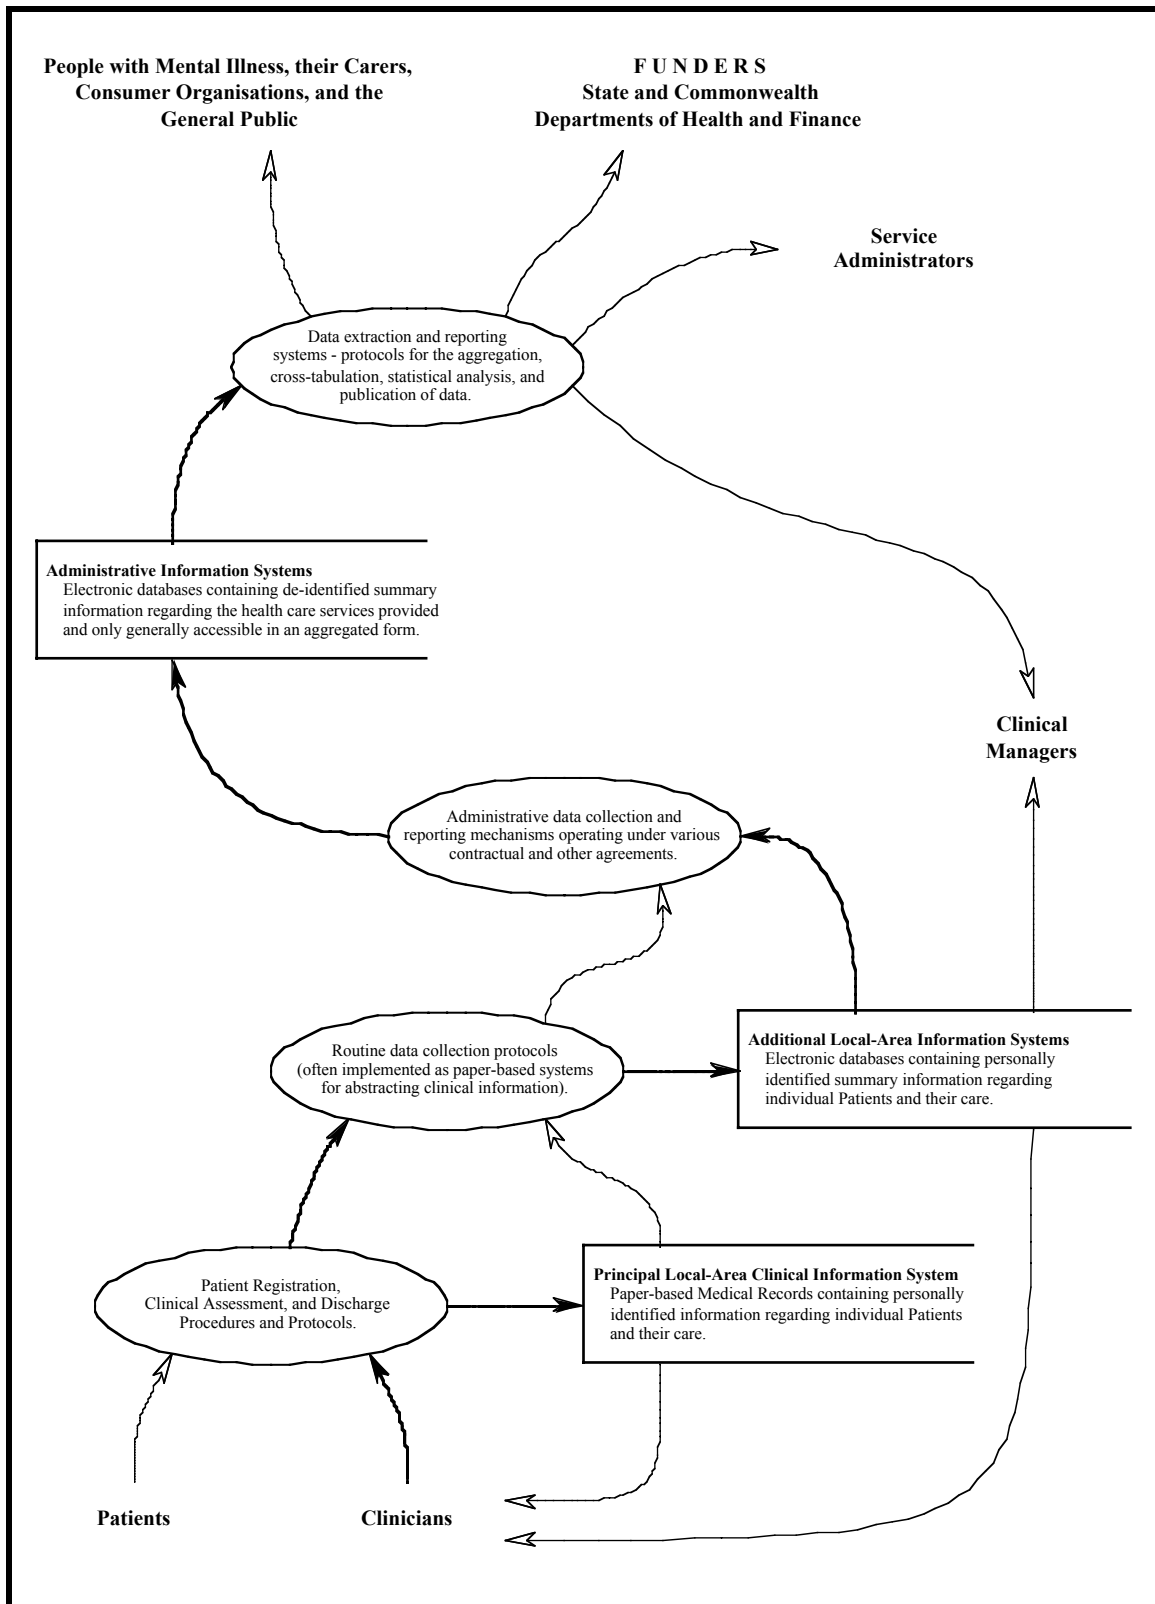 People with Mental Illness, their Carers,
Consumer Organisations, and the
General Public
F U N D E R S
State and Commonwealth
Departments of Health and Finance
Service
Administrators
Data extraction and reporting
systems - protocols for the aggregation,
cross-tabulation, statistical analysis, and
publication of data.
Administrative Information Systems
Electronic databases containing de-identified summary
information regarding the health care services provided
and only generally accessible in an aggregated form.
Clinical
Managers
Administrative data collection and
reporting mechanisms operating under various
contractual and other agreements.
Routine data collection protocols
(often implemented as paper-based systems
for abstracting clinical information).
Additional Local-Area Information Systems
Electronic databases containing personally
identified summary information regarding
individual Patients and their care.
Patient Registration,
Clinical Assessment, and Discharge
Procedures and Protocols.
Principal Local-Area Clinical Information System
Paper-based Medical Records containing personally
identified information regarding individual Patients
and their care.
Patients
Clinicians